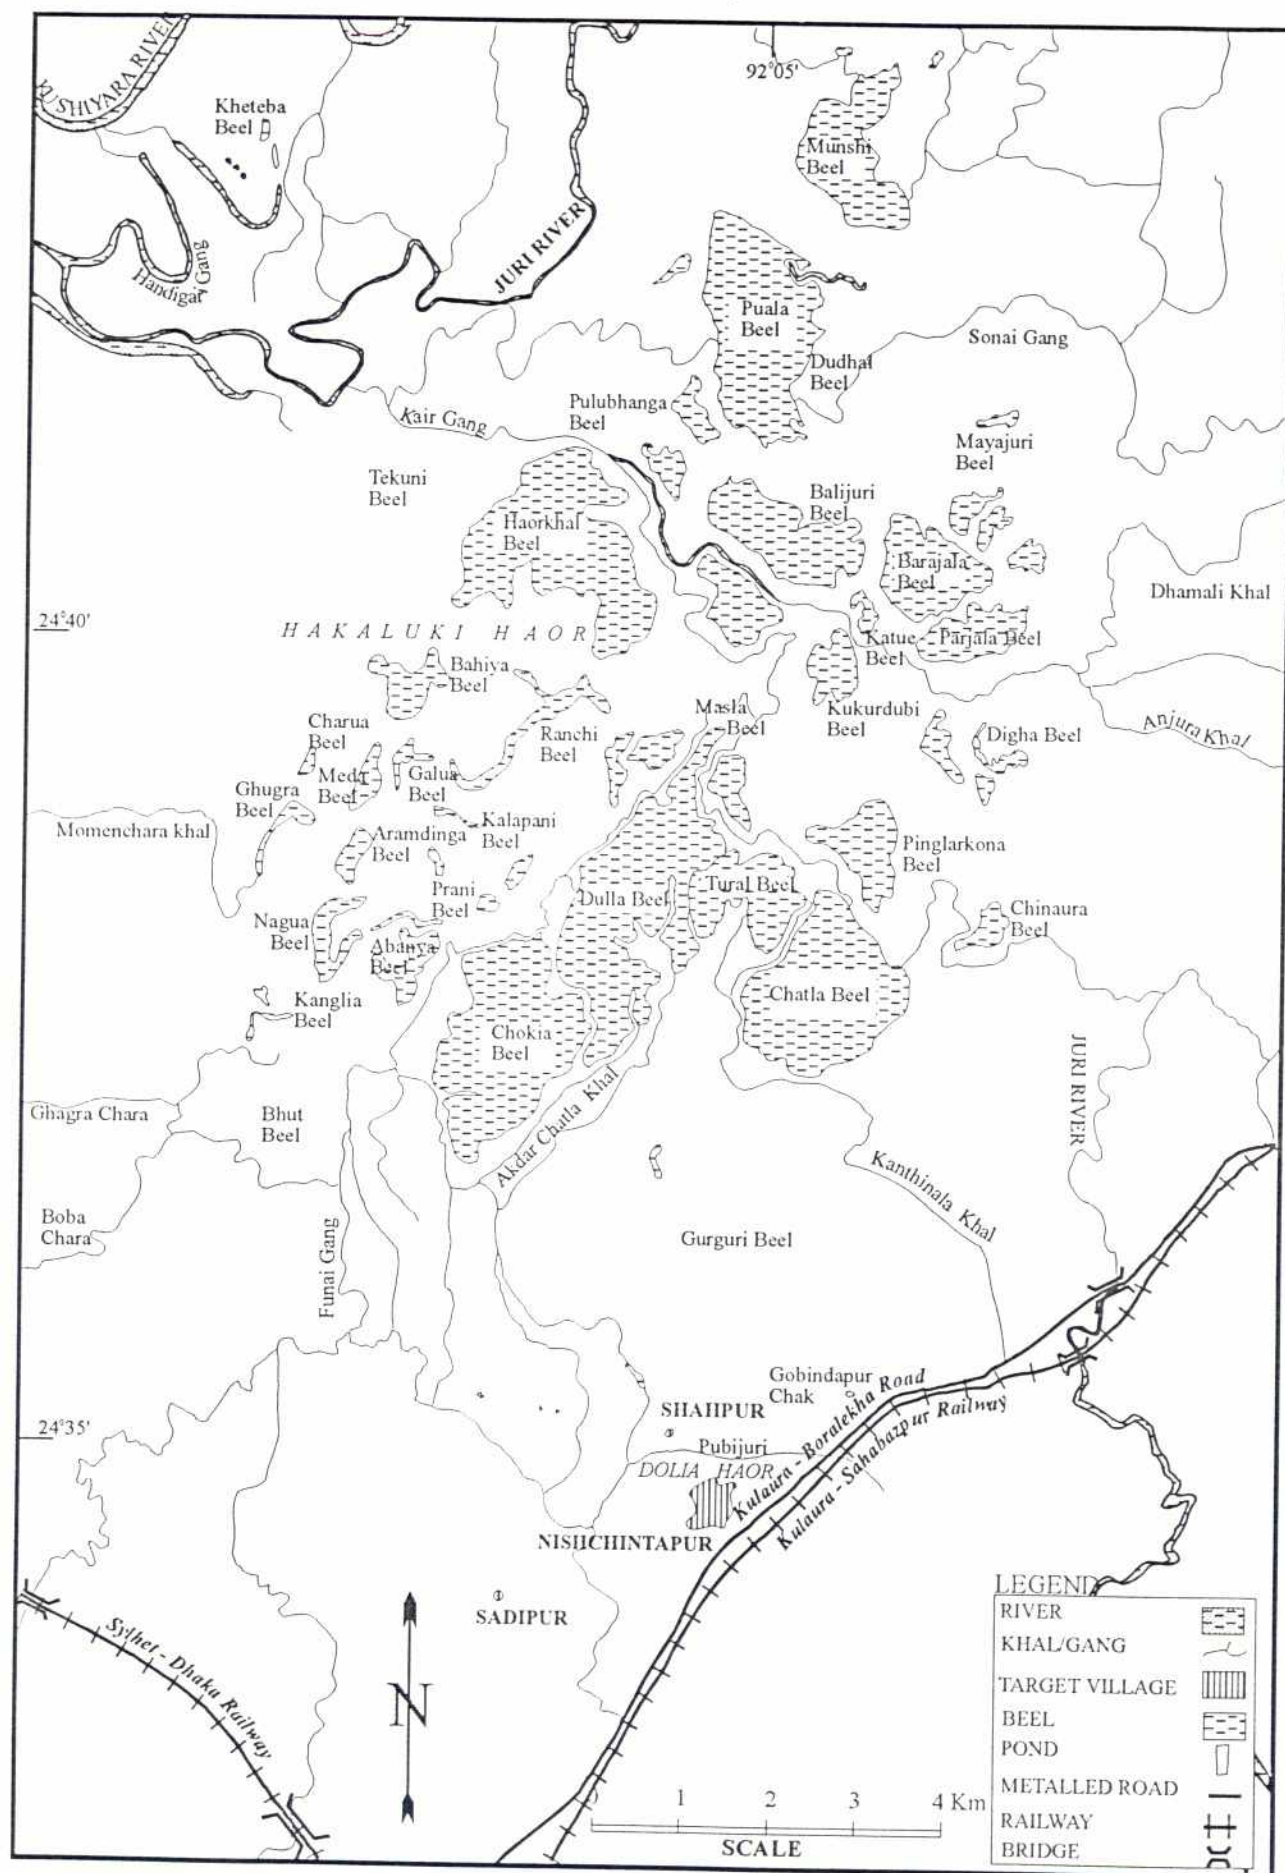 KUSHIYARA RIVER
92°05'
Kheteba
Beel
Munshi
Beel
JURI RIVER
Handigar Gang
Puala
Beel
Sonai Gang
Dudhal
Beel
Pulubhanga
Beel
Kair Gang
Mayajuri
Beel
Tekuni
Beel
Balijuri
Beel
Haorkhal
Beel
Barajala
Beel
Dhamali Khal
24°40'
HAKALUKI HAOR
Katue
Beel
Parjala Beel
Bahiya
Beel
Masla
Beel
Kukurdubi
Beel
Anjura Khal
Charua
Beel
Ranchi
Beel
Digha Beel
Meda
Beel
Galua
Beel
Ghugra
Beel
Momenchara khal
Aramdinga
Beel
Kalapani
Beel
Pinglarkona
Beel
Prani
Beel
Dulla Beel
Tural Beel
Nagua
Beel
Abanya
Beel
Chinaura
Beel
Kanglia
Beel
Chatla Beel
Chokia
Beel
JURI RIVER
Ghagra Chara
Bhut
Beel
Akdar Chatla Khal
Kanthinala Khal
Boba
Chara
Funai Gang
Gurguri Beel
Gobindapur
Chak
SHAHPUR
Kulaura - Boralekha Road
Kulaura - Sahabazpur Railway
24°35'
Pubijuri
DOLIA HAOR
NISHCHINTAPUR
SADIPUR
Sylhet - Dhaka Railway
N
LEGEND
RIVER
KHAL/GANG
TARGET VILLAGE
BEEL
POND
METALLED ROAD
RAILWAY
BRIDGE
0 1 2 3 4 Km
SCALE